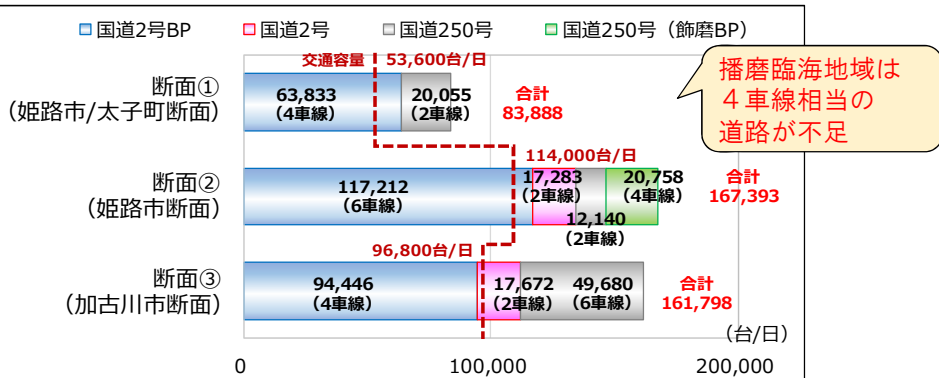 国道2号BP 国道2号 国道250号 国道250号（飾磨BP）
交通容量 53,600台/日
断面①
（姫路市/太子町断面）
63,833
（4車線）
20,055
（2車線）
合計
83,888
播磨臨海地域は
４車線相当の
道路が不足
114,000台/日
断面②
（姫路市断面）
117,212
（6車線）
17,283
（2車線）
12,140
（2車線）
20,758
（4車線）
合計
167,393
96,800台/日
断面③
（加古川市断面）
94,446
（4車線）
17,672
（2車線）
49,680
（6車線）
合計
161,798
（台/日）
0 100,000 200,000